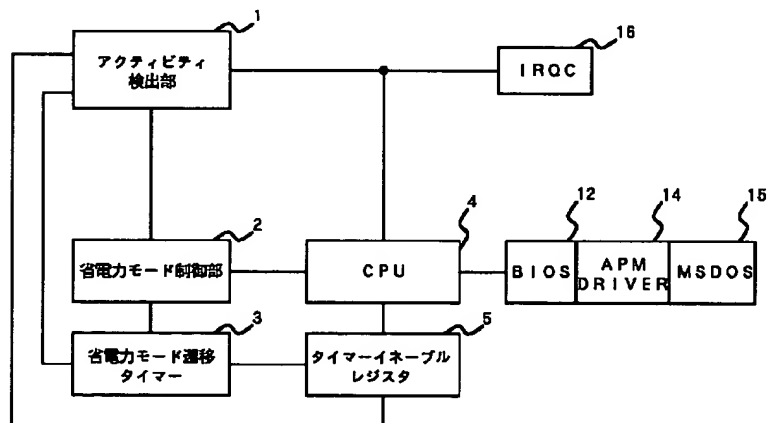 1
アクティビティ
検出部
16
IRQC
2
省電力モード制御部
4
CPU
12
BIOS
14
APM
DRIVER
15
MSDOS
3
省電力モード遷移
タイマー
5
タイマーイネーブル
レジスタ